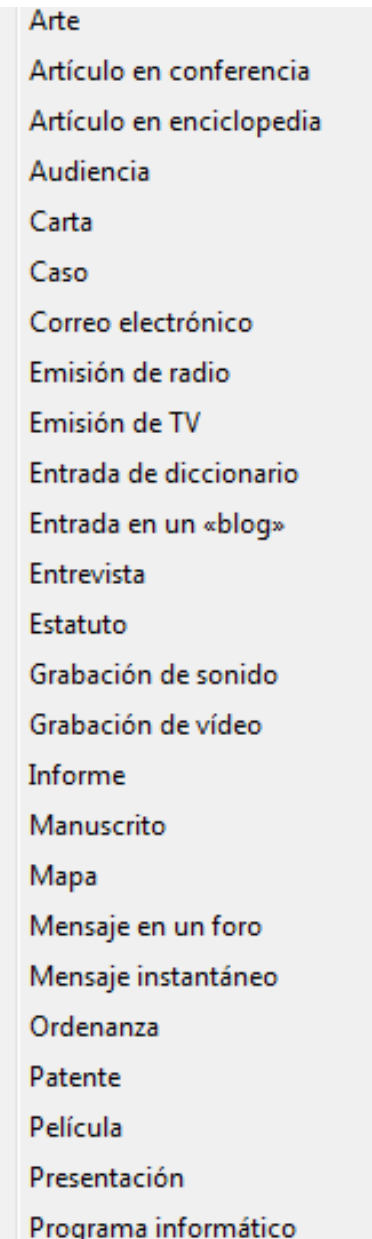 Arte
Artículo en conferencia
Artículo en enciclopedia
Audiencia
Carta
Caso
Correo electrónico
Emisión de radio
Emisión de TV
Entrada de diccionario
Entrada en un «blog»
Entrevista
Estatuto
Grabación de sonido
Grabación de vídeo
Informe
Manuscrito
Mapa
Mensaje en un foro
Mensaje instantáneo
Ordenanza
Patente
Película
Presentación
Programa informático